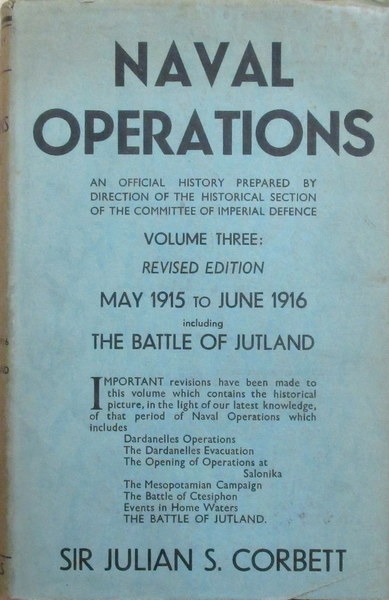 NAVAL
OPERATIONS
AN OFFICIAL HISTORY PREPARED BY
DIRECTION OF THE HISTORICAL SECTION
OF THE COMMITTEE OF IMPERIAL DEFENCE
VOLUME THREE:
REVISED EDITION
MAY 1915 TO JUNE 1916
including
THE BATTLE OF JUTLAND
IMPORTANT revisions have been made to
this volume which contains the historical
picture, in the light of our latest knowledge,
of that period of Naval Operations which
includes
Dardanelles Operations
The Dardanelles Evacuation
The Opening of Operations at
Salonika
The Mesopotamian Campaign
The Battle of Ctesiphon
Events in Home Waters
THE BATTLE OF JUTLAND.
SIR JULIAN S. CORBETT